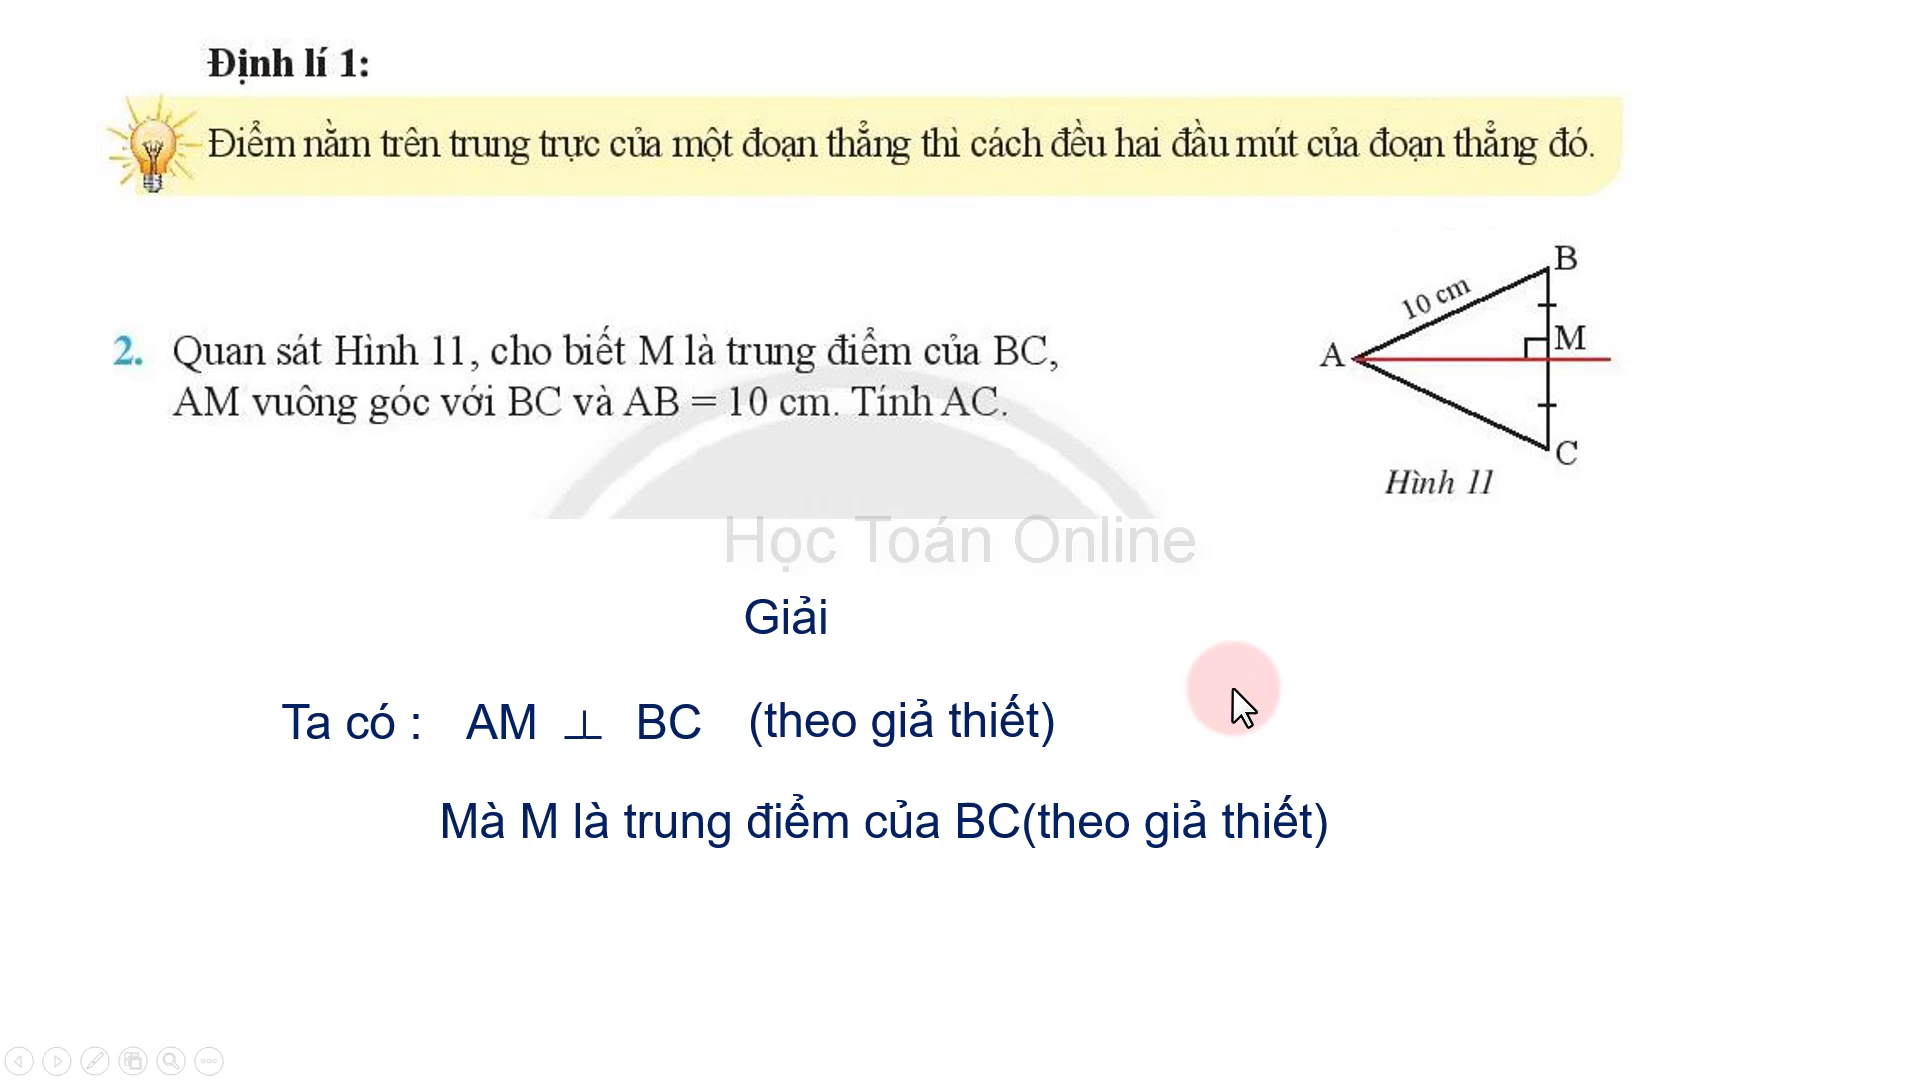 Định lí 1:
Điểm nằm trên trung trực của một đoạn thẳng thì cách đều hai đầu mút của đoạn thẳng đó.
2. Quan sát Hình 11, cho biết M là trung điểm của BC,
AM vuông góc với BC và AB = 10 cm. Tính AC.
B
10 cm
M
A
C
Hình 11
Học Toán Online
Giải
Ta có : AM ⊥ BC (theo giả thiết)
Mà M là trung điểm của BC(theo giả thiết)